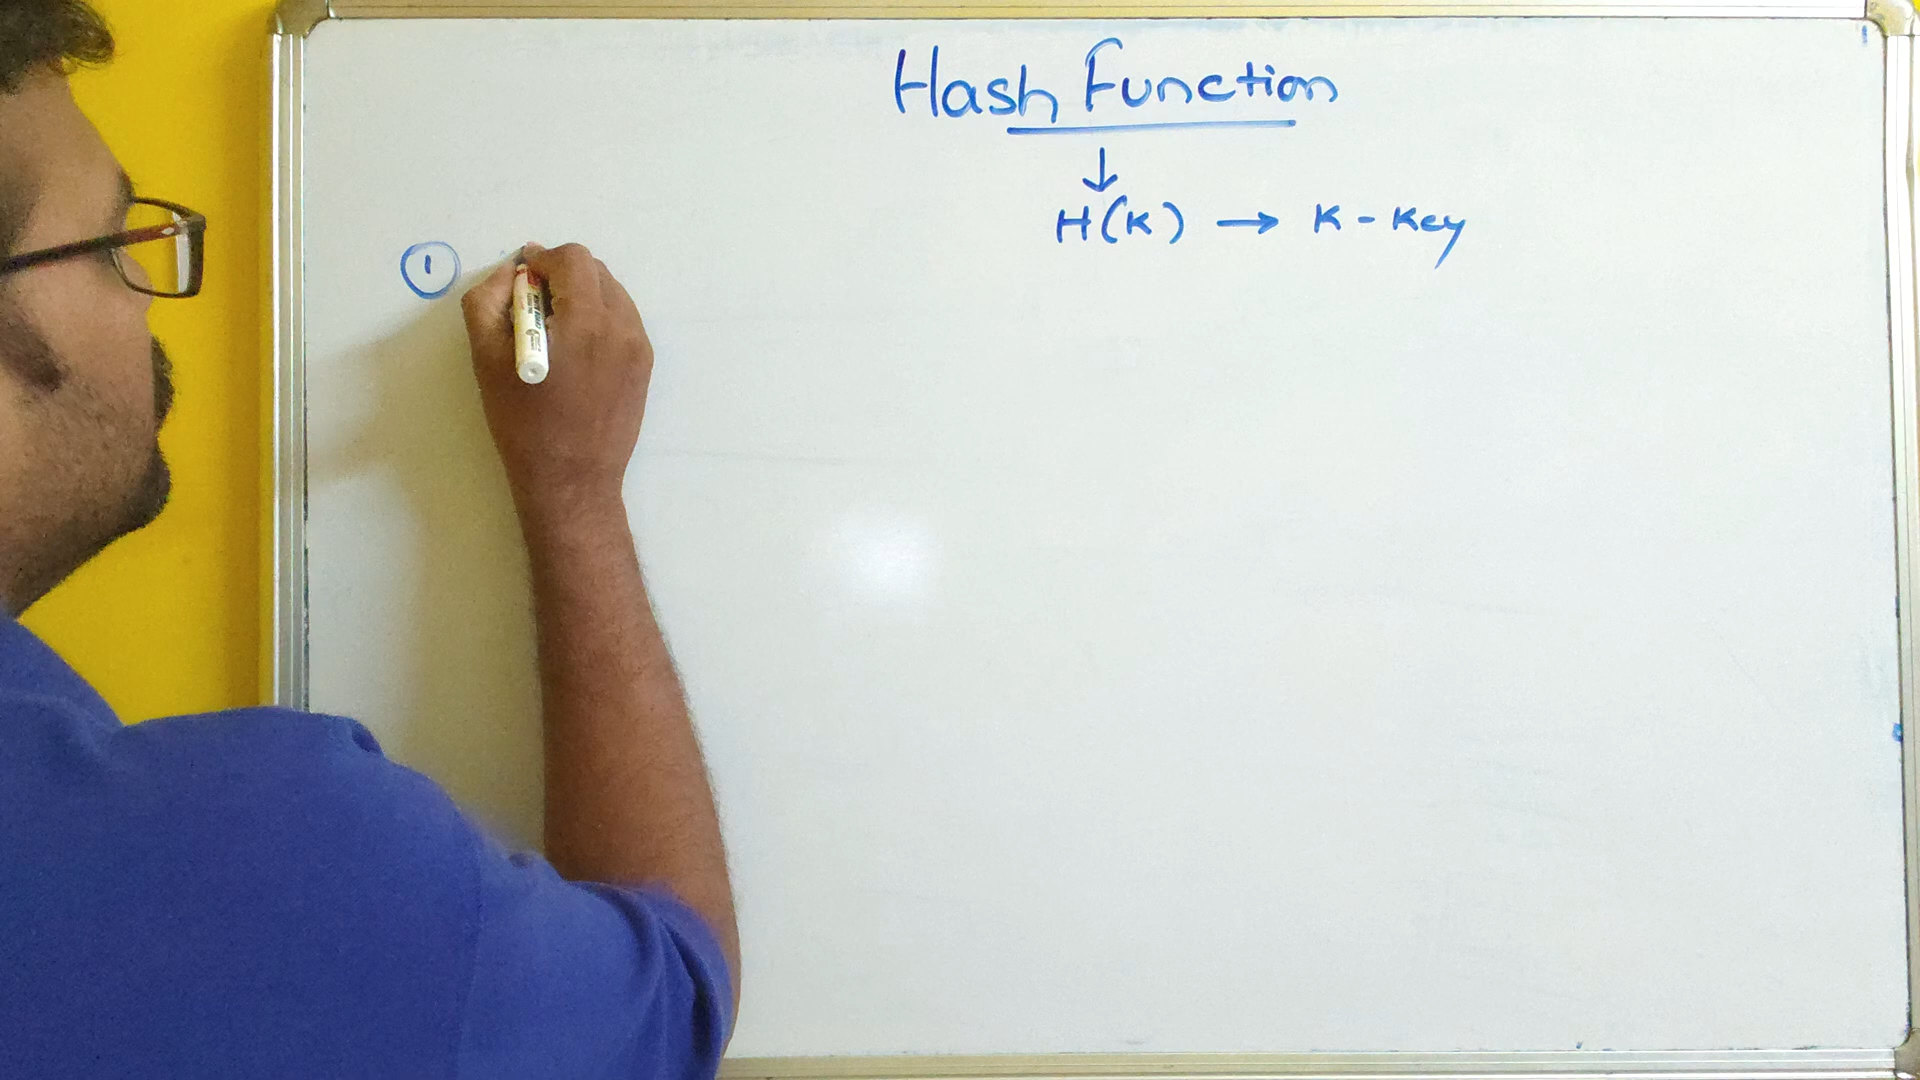 Hash Function
↓
H(K) → K - Key
①